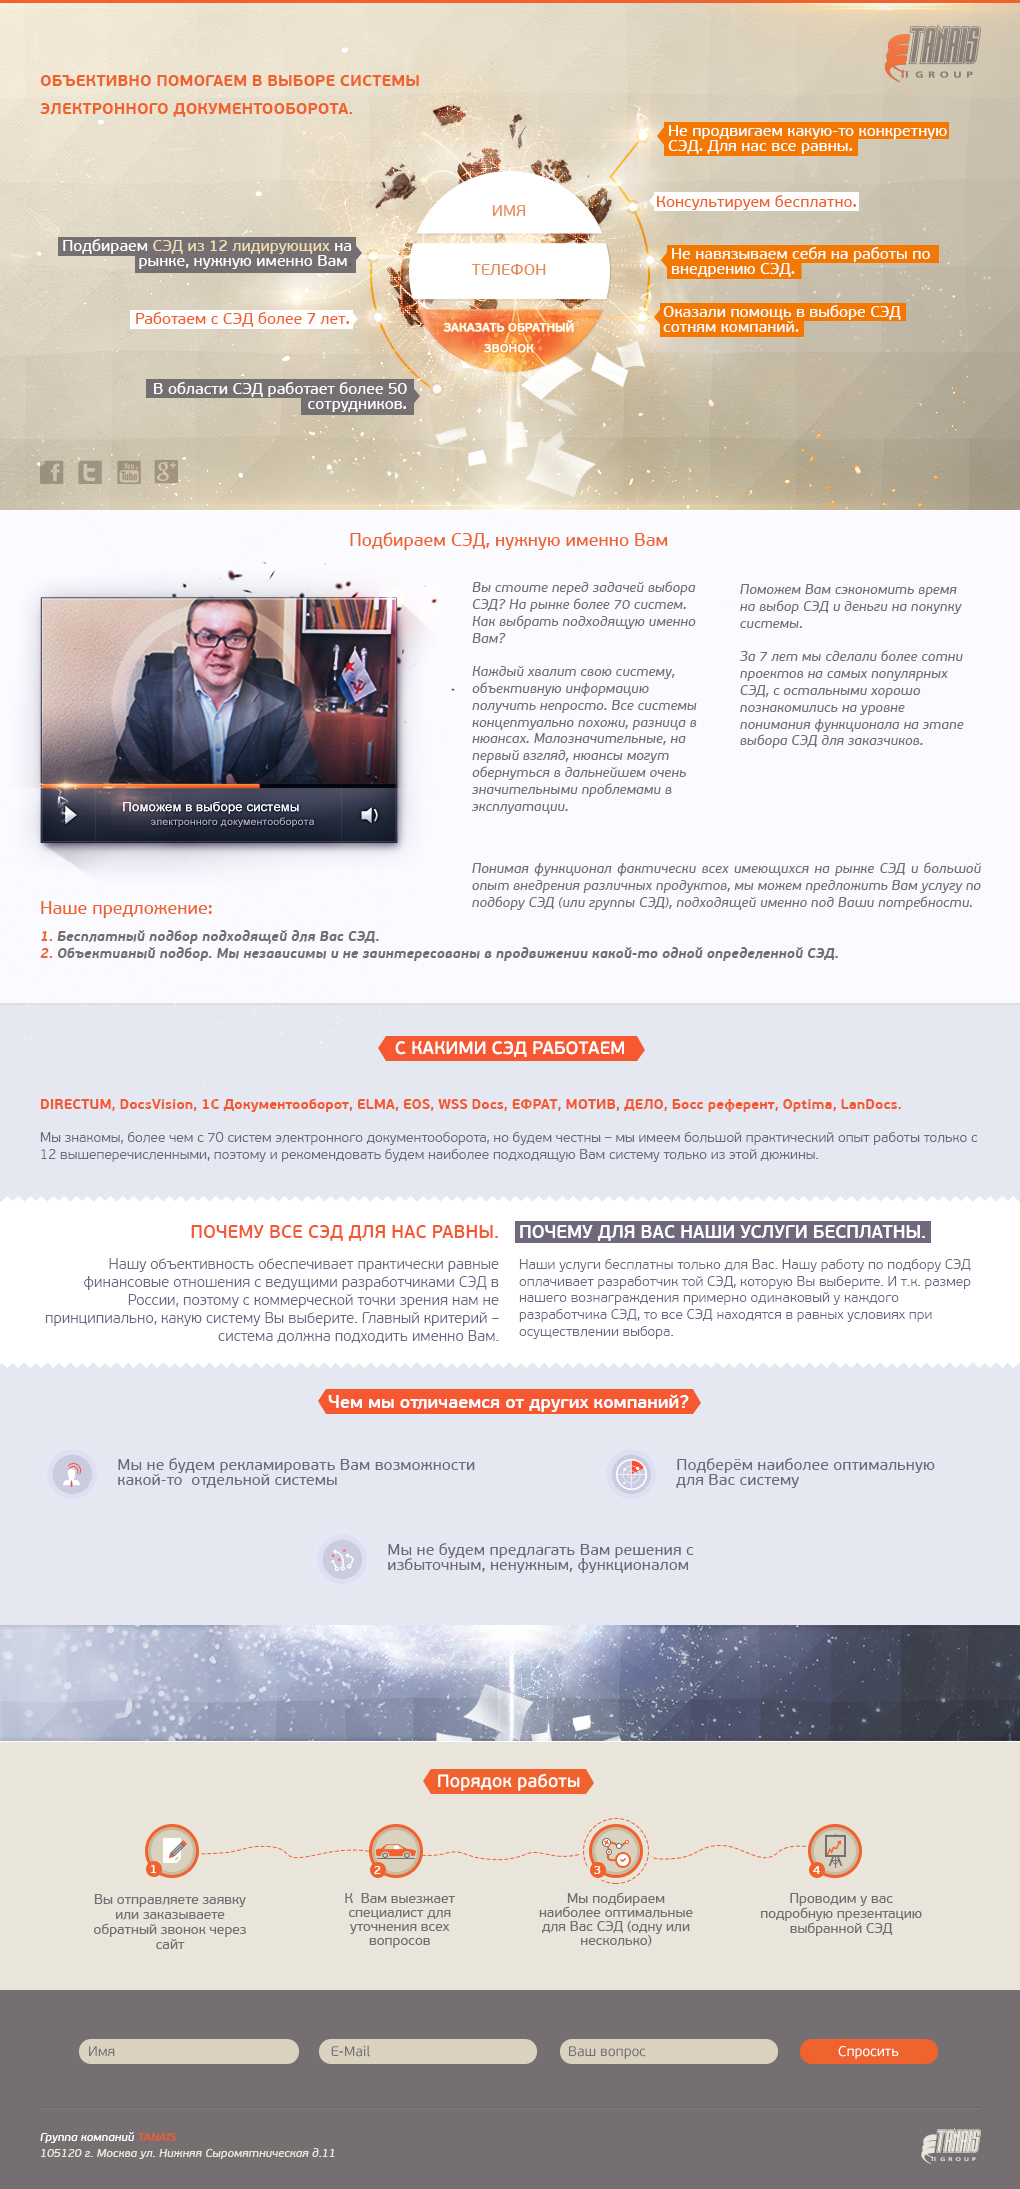 ОБЪЕКТИВНО ПОМОГАЕМ В ВЫБОРЕ СИСТЕМЫ
ЭЛЕКТРОННОГО ДОКУМЕНТООБОРОТА.
TANAIS
GROUP
Не продвигаем какую-то конкретную
СЭД. Для нас все равны.
Консультируем бесплатно.
Не навязываем себя на работы по
внедрению СЭД.
Оказали помощь в выборе СЭД
сотням компаний.
ИМЯ
ТЕЛЕФОН
ЗАКАЗАТЬ ОБРАТНЫЙ
ЗВОНОК
Подбираем СЭД из 12 лидирующих на
рынке, нужную именно Вам
Работаем с СЭД более 7 лет.
В области СЭД работает более 50
сотрудников.
You
Tube
Подбираем СЭД, нужную именно Вам
Поможем в выборе системы
электронного документооборота
Вы стоите перед задачей выбора
СЭД? На рынке более 70 систем.
Как выбрать подходящую именно
Вам?
Каждый хвалит свою систему,
объективную информацию
получить непросто. Все системы
концептуально похожи, разница в
нюансах. Малозначительные, на
первый взгляд, нюансы могут
обернуться в дальнейшем очень
значительными проблемами в
эксплуатации.
Поможем Вам сэкономить время
на выбор СЭД и деньги на покупку
системы.
За 7 лет мы сделали более сотни
проектов на самых популярных
СЭД, с остальными хорошо
познакомились на уровне
понимания функционала на этапе
выбора СЭД для заказчиков.
Понимая функционал фактически всех имеющихся на рынке СЭД и большой
опыт внедрения различных продуктов, мы можем предложить Вам услугу по
подбору СЭД (или группы СЭД), подходящей именно под Ваши потребности.
Наше предложение:
1. Бесплатный подбор подходящей для Вас СЭД.
2. Объективный подбор. Мы независимы и не заинтересованы в продвижении какой-то одной определенной СЭД.
С КАКИМИ СЭД РАБОТАЕМ
DIRECTUM, DocsVision, 1С Документооборот, ELMA, EOS, WSS Docs, ЕФРАТ, МОТИВ, ДЕЛО, Босс референт, Optima, LanDocs.
Мы знакомы, более чем с 70 систем электронного документооборота, но будем честны – мы имеем большой практический опыт работы только с
12 вышеперечисленными, поэтому и рекомендовать будем наиболее подходящую Вам систему только из этой дюжины.
ПОЧЕМУ ВСЕ СЭД ДЛЯ НАС РАВНЫ.
Нашу объективность обеспечивает практически равные
финансовые отношения с ведущими разработчиками СЭД в
России, поэтому с коммерческой точки зрения нам не
принципиально, какую систему Вы выберите. Главный критерий –
система должна подходить именно Вам.
ПОЧЕМУ ДЛЯ ВАС НАШИ УСЛУГИ БЕСПЛАТНЫ.
Наши услуги бесплатны только для Вас. Нашу работу по подбору СЭД
оплачивает разработчик той СЭД, которую Вы выберите. И т.к. размер
нашего вознаграждения примерно одинаковый у каждого
разработчика СЭД, то все СЭД находятся в равных условиях при
осуществлении выбора.
Чем мы отличаемся от других компаний?
Мы не будем рекламировать Вам возможности
какой-то отдельной системы
Подберём наиболее оптимальную
для Вас систему
Мы не будем предлагать Вам решения с
избыточным, ненужным, функционалом
Порядок работы
1
Вы отправляете заявку
или заказываете
обратный звонок через
сайт
2
К Вам выезжает
специалист для
уточнения всех
вопросов
3
Мы подбираем
наиболее оптимальные
для Вас СЭД (одну или
несколько)
4
Проводим у вас
подробную презентацию
выбранной СЭД
Имя
E-Mail
Ваш вопрос
Спросить
Группа компаний TANAIS
105120 г. Москва ул. Нижняя Сыромятническая д.11
TANAIS
GROUP